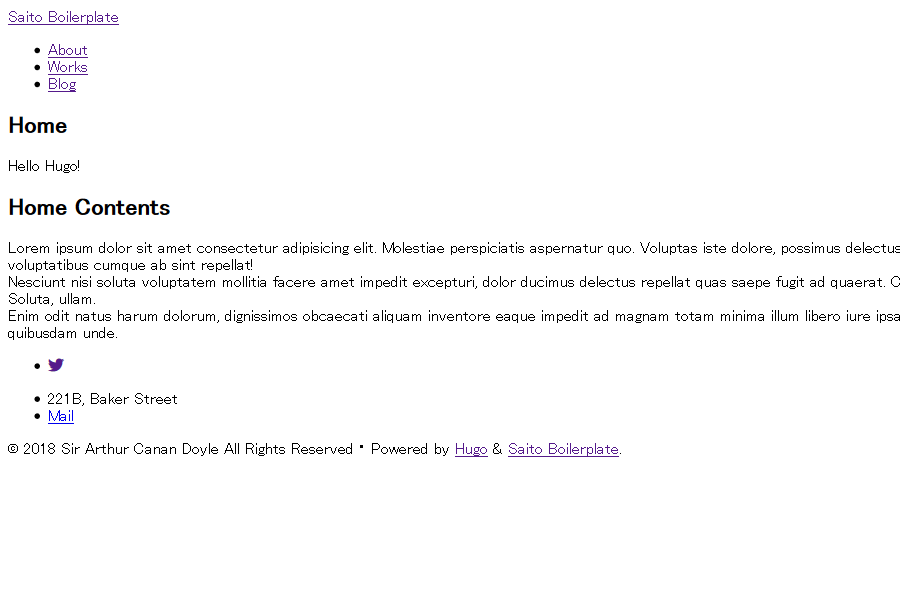 Saito Boilerplate
About
Works
Blog
Home
Hello Hugo!
Home Contents
Lorem ipsum dolor sit amet consectetur adipisicing elit. Molestiae perspiciatis aspernatur quo. Voluptas iste dolore, possimus delectus
voluptatibus cumque ab sint repellat!
Nesciunt nisi soluta voluptatem mollitia facere amet impedit excepturi, dolor ducimus delectus repellat quas saepe fugit ad quaerat.
Soluta, ullam.
Enim odit natus harum dolorum, dignissimos obcaecati aliquam inventore eaque impedit ad magnam totam minima illum libero iure ipsa
quibusdam unde.
221B, Baker Street
Mail
© 2018 Sir Arthur Canan Doyle All Rights Reserved • Powered by Hugo & Saito Boilerplate.